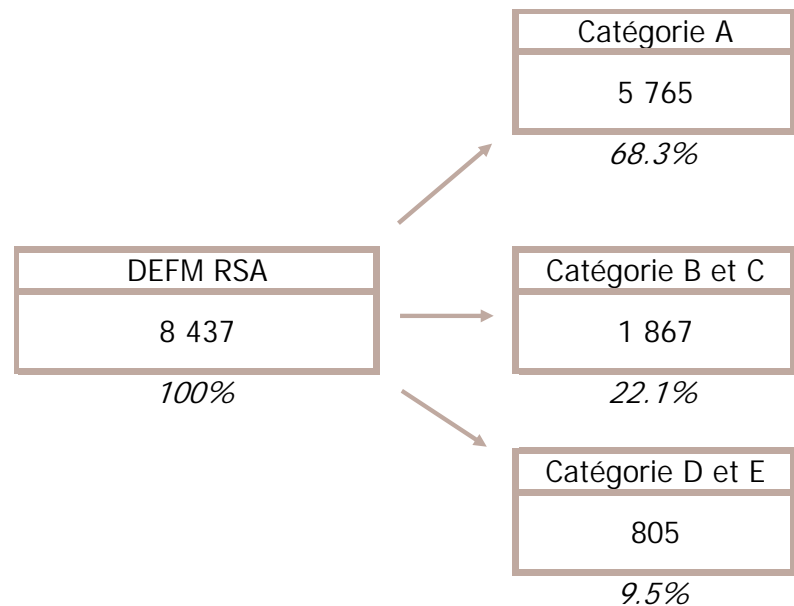 Catégorie A
5 765
68.3%
DEFM RSA
8 437
100%
Catégorie B et C
1 867
22.1%
Catégorie D et E
805
9.5%